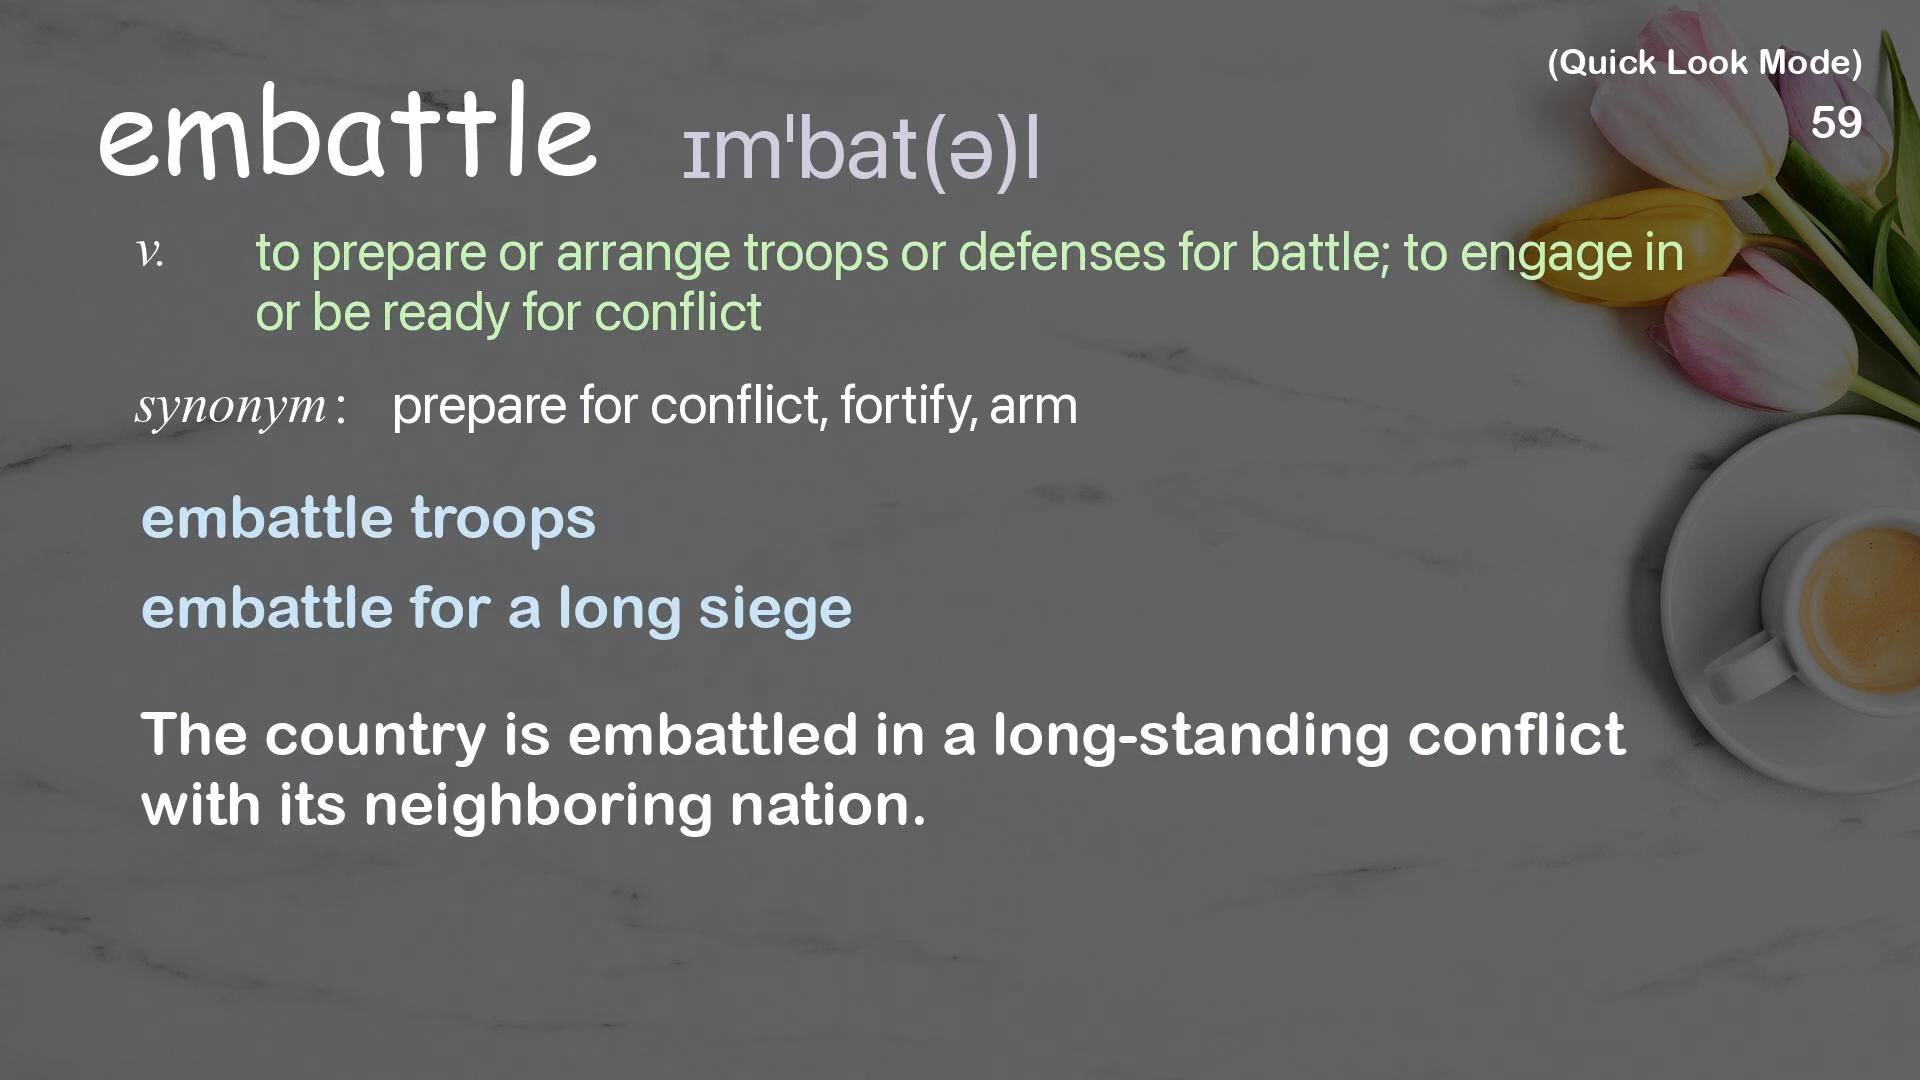 (Quick Look Mode)
59
embattle ɪmˈbat(ə)l
v. to prepare or arrange troops or defenses for battle; to engage in
or be ready for conflict
synonym : prepare for conflict, fortify, arm
embattle troops
embattle for a long siege
The country is embattled in a long-standing conflict
with its neighboring nation.